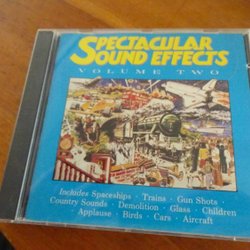 SPECTACULAR
SOUND EFFECTS
VOLUME TWO
Includes Spaceships · Trains · Gun Shots ·
Country Sounds · Demolition · Glass · Children
Applause · Birds · Cars · Aircraft